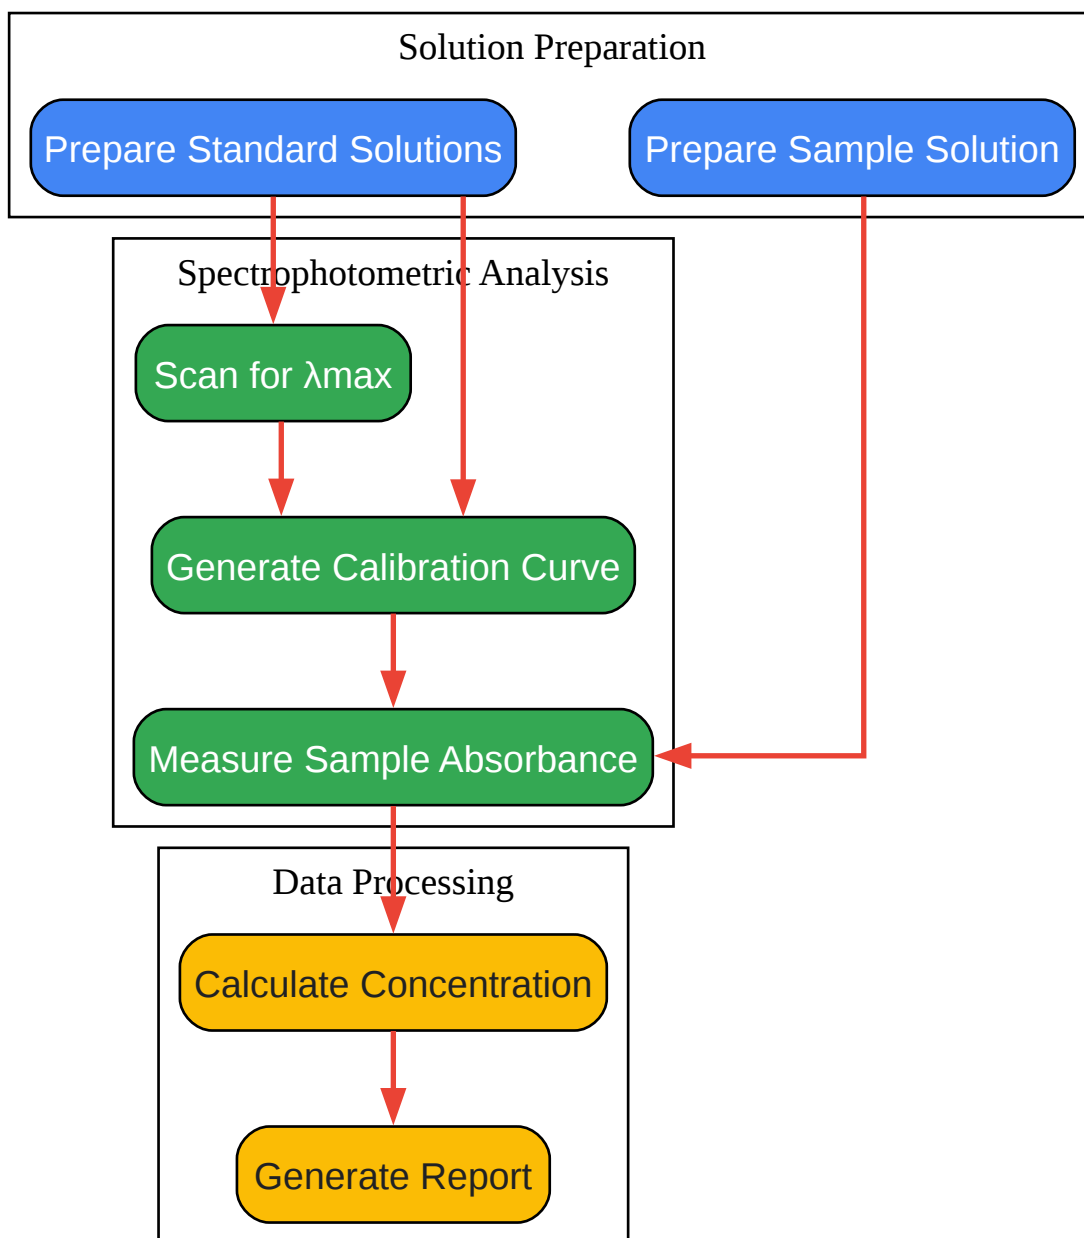 Solution Preparation
Prepare Standard Solutions
Prepare Sample Solution
Spectrophotometric Analysis
Scan for λmax
Generate Calibration Curve
Measure Sample Absorbance
Data Processing
Calculate Concentration
Generate Report